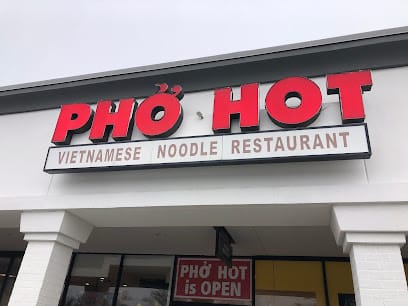 PHỞ HOT
VIETNAMESE NOODLE RESTAURANT
PHỞ HOT
is OPEN